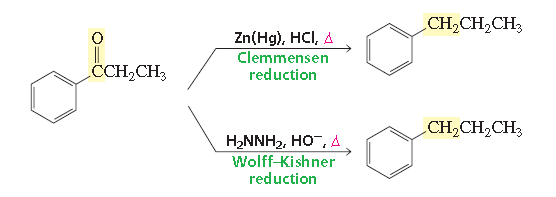 O
CCH₂CH₃
Zn(Hg), HCl, Δ
Clemmensen
reduction
CH₂CH₂CH₃
H₂NNH₂, HO⁻, Δ
Wolff–Kishner
reduction
CH₂CH₂CH₃